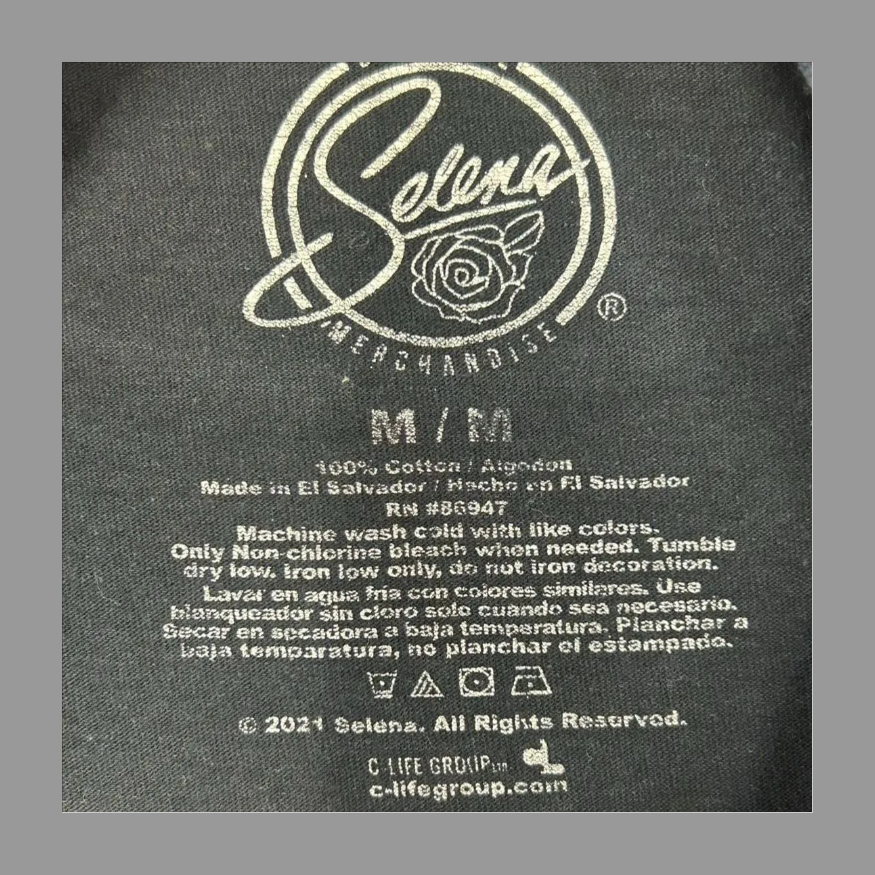 Selena
®
MERCHANDISE
M / M
100% Cotton / Algodon
Made in El Salvador / Hecho en El Salvador
RN #86947
Machine wash cold with like colors.
Only Non-chlorine bleach when needed. Tumble
dry low. Iron low only, do not iron decoration.
Lavar en agua fria con colores similares. Use
blanqueador sin cloro solo cuando sea necesario.
Secar en secadora a baja temperatura. Planchar a
baja temparatura, no planchar el estampado.
© 2021 Selena. All Rights Reserved.
C-LIFE GROUP LTD
c-lifegroup.com